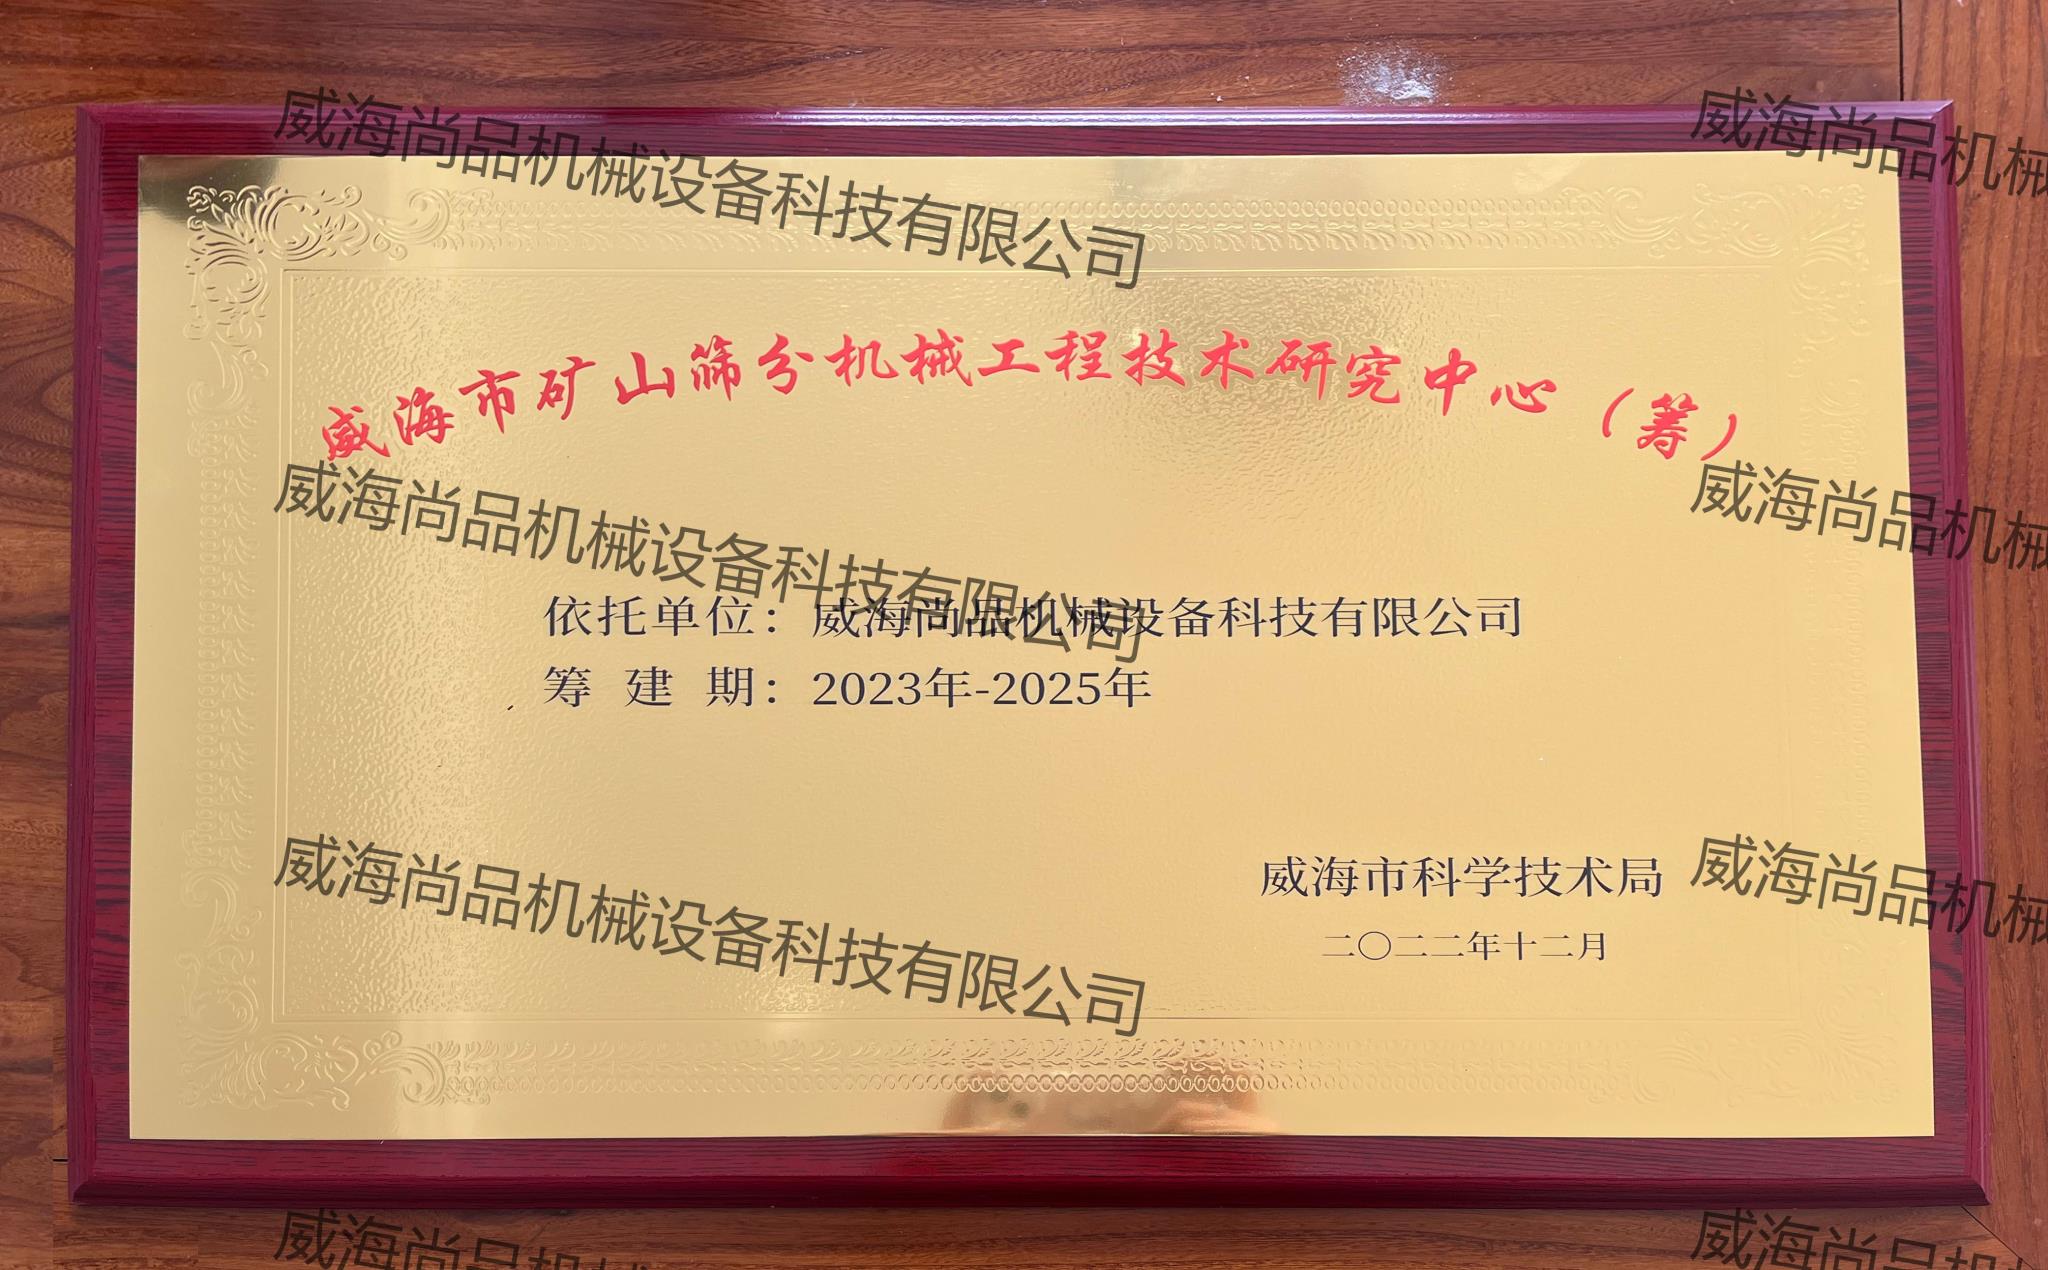 威海市矿山筛分机械工程技术研究中心（筹）
依托单位：威海尚品机械设备科技有限公司
筹建期：2023年-2025年
威海市科学技术局
二〇二二年十二月
威海尚品机械设备科技有限公司
威海尚品机械
威海尚品机械设备科技有限公司
威海尚品机械
威海尚品机械设备科技有限公司
威海尚品机械
威海尚品机械
威海尚品机械